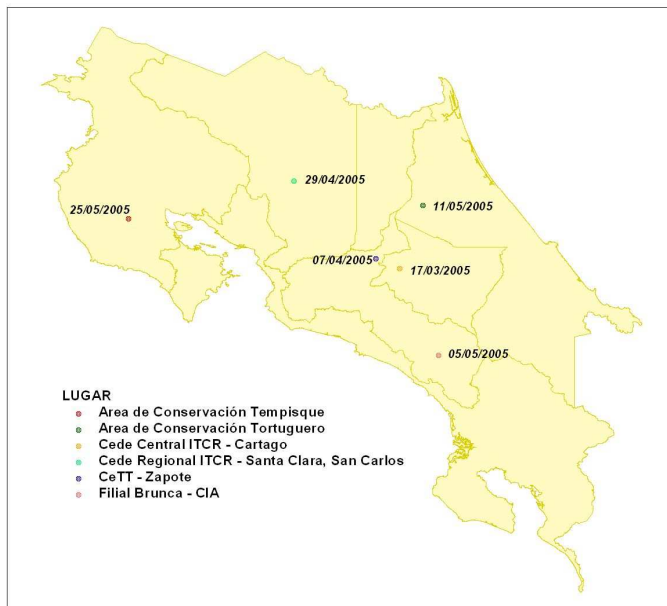 29/04/2005
25/05/2005
11/05/2005
07/04/2005
17/03/2005
05/05/2005
LUGAR
Area de Conservación Tempisque
Area de Conservación Tortuguero
Cede Central ITCR - Cartago
Cede Regional ITCR - Santa Clara, San Carlos
CeTT - Zapote
Filial Brunca - CIA